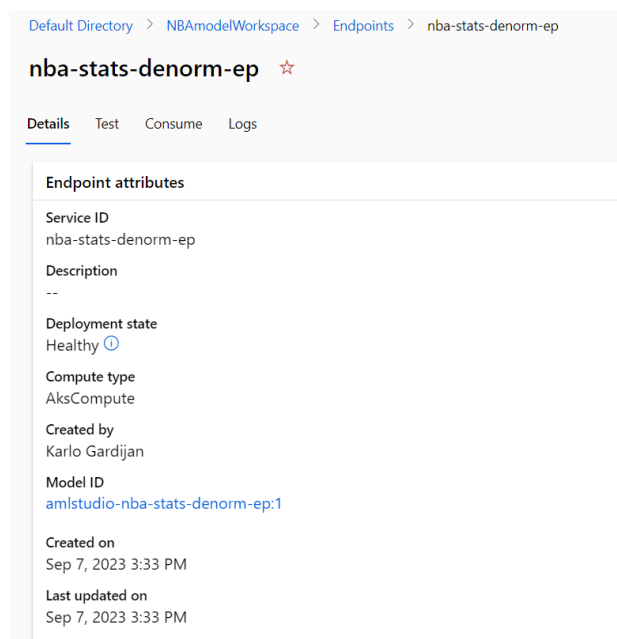 Default Directory > NBAmodelWorkspace > Endpoints > nba-stats-denorm-ep
nba-stats-denorm-ep
Details Test Consume Logs
Endpoint attributes
Service ID
nba-stats-denorm-ep
Description
--
Deployment state
Healthy
Compute type
AksCompute
Created by
Karlo Gardijan
Model ID
amlstudio-nba-stats-denorm-ep:1
Created on
Sep 7, 2023 3:33 PM
Last updated on
Sep 7, 2023 3:33 PM